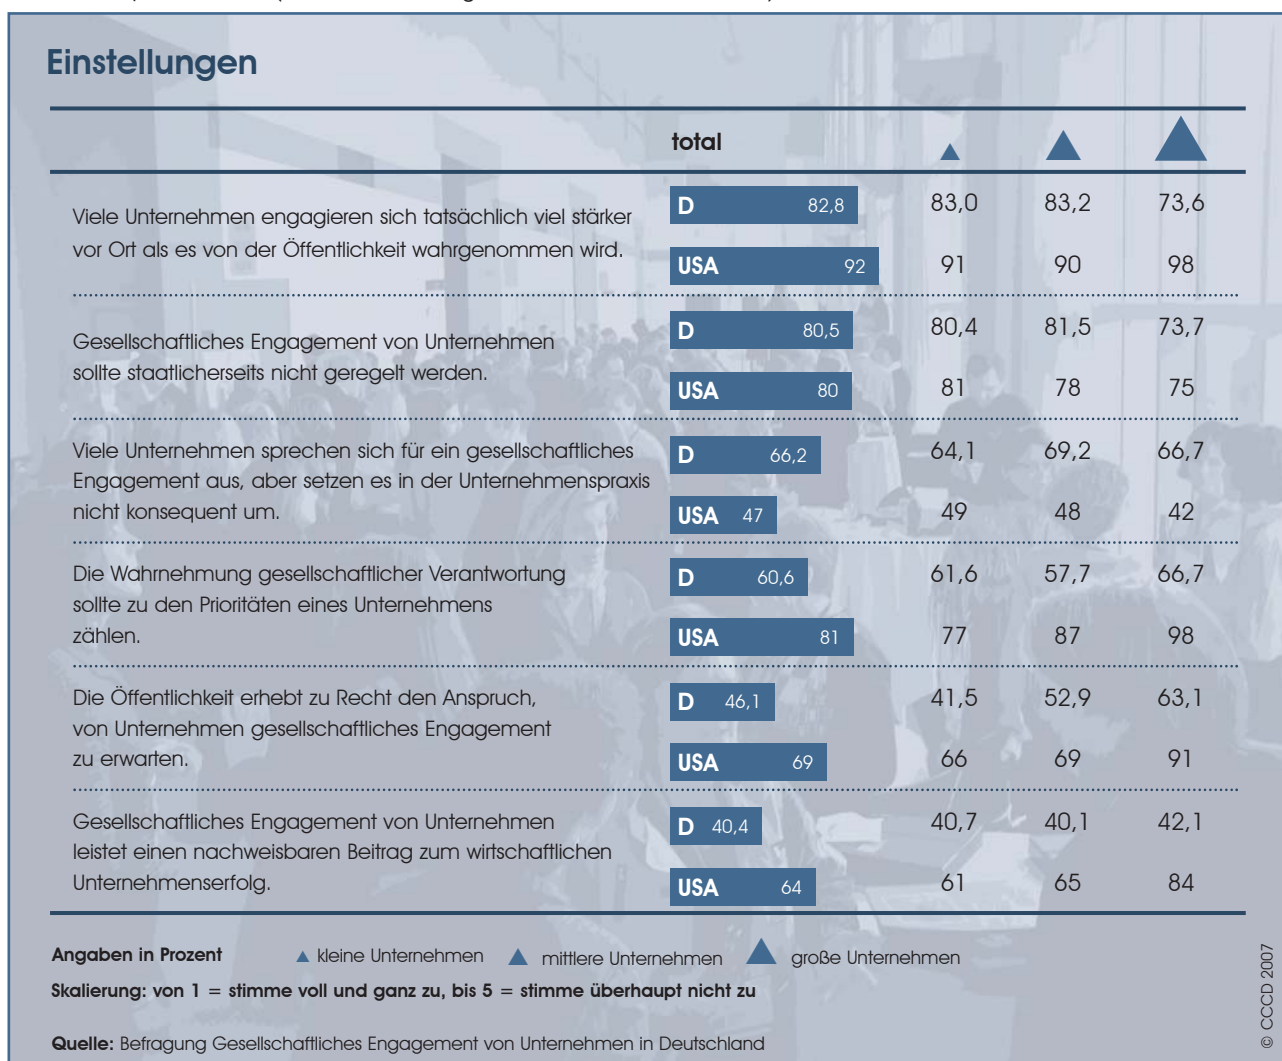 Einstellungen
total
Viele Unternehmen engagieren sich tatsächlich viel stärker
vor Ort als es von der Öffentlichkeit wahrgenommen wird.
D 82,8 83,0 83,2 73,6
USA 92 91 90 98
Gesellschaftliches Engagement von Unternehmen
sollte staatlicherseits nicht geregelt werden.
D 80,5 80,4 81,5 73,7
USA 80 81 78 75
Viele Unternehmen sprechen sich für ein gesellschaftliches
Engagement aus, aber setzen es in der Unternehmenspraxis
nicht konsequent um.
D 66,2 64,1 69,2 66,7
USA 47 49 48 42
Die Wahrnehmung gesellschaftlicher Verantwortung
sollte zu den Prioritäten eines Unternehmens
zählen.
D 60,6 61,6 57,7 66,7
USA 81 77 87 98
Die Öffentlichkeit erhebt zu Recht den Anspruch,
von Unternehmen gesellschaftliches Engagement
zu erwarten.
D 46,1 41,5 52,9 63,1
USA 69 66 69 91
Gesellschaftliches Engagement von Unternehmen
leistet einen nachweisbaren Beitrag zum wirtschaftlichen
Unternehmenserfolg.
D 40,4 40,7 40,1 42,1
USA 64 61 65 84
Angaben in Prozent kleine Unternehmen mittlere Unternehmen große Unternehmen
Skalierung: von 1 = stimme voll und ganz zu, bis 5 = stimme überhaupt nicht zu
Quelle: Befragung Gesellschaftliches Engagement von Unternehmen in Deutschland
© CCCD 2007